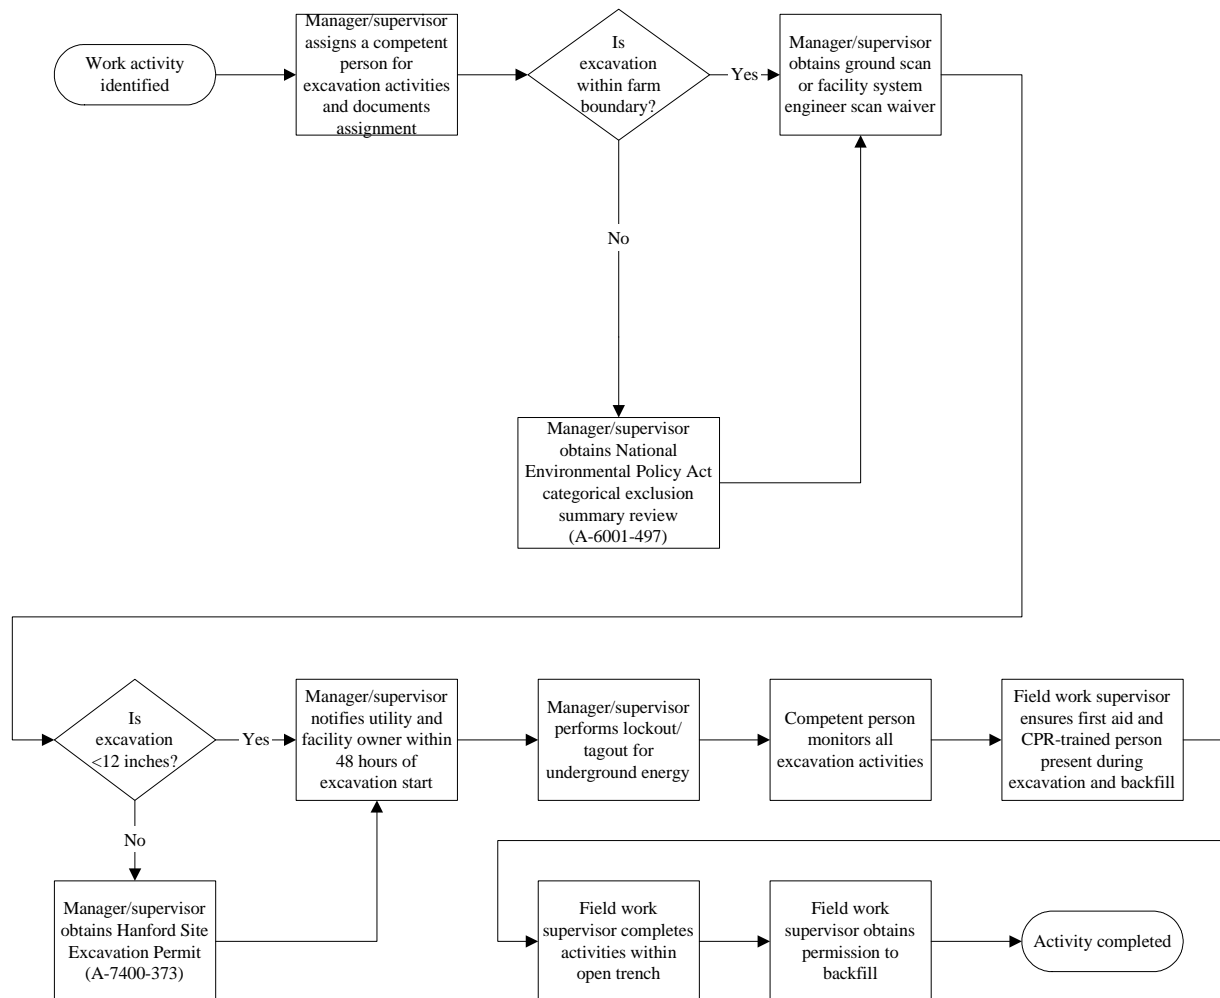 Work activity
identified
Manager/supervisor
assigns a competent
person for
excavation activities
and documents
assignment
Is
excavation
within farm
boundary?
Yes
Manager/supervisor
obtains ground scan
or facility system
engineer scan waiver
No
Manager/supervisor
obtains National
Environmental Policy Act
categorical exclusion
summary review
(A-6001-497)
Is
excavation
<12 inches?
Yes
Manager/supervisor
notifies utility and
facility owner within
48 hours of
excavation start
Manager/supervisor
performs lockout/
tagout for
underground energy
Competent person
monitors all
excavation activities
Field work supervisor
ensures first aid and
CPR-trained person
present during
excavation and backfill
No
Manager/supervisor
obtains Hanford Site
Excavation Permit
(A-7400-373)
Field work
supervisor completes
activities within
open trench
Field work
supervisor obtains
permission to
backfill
Activity completed